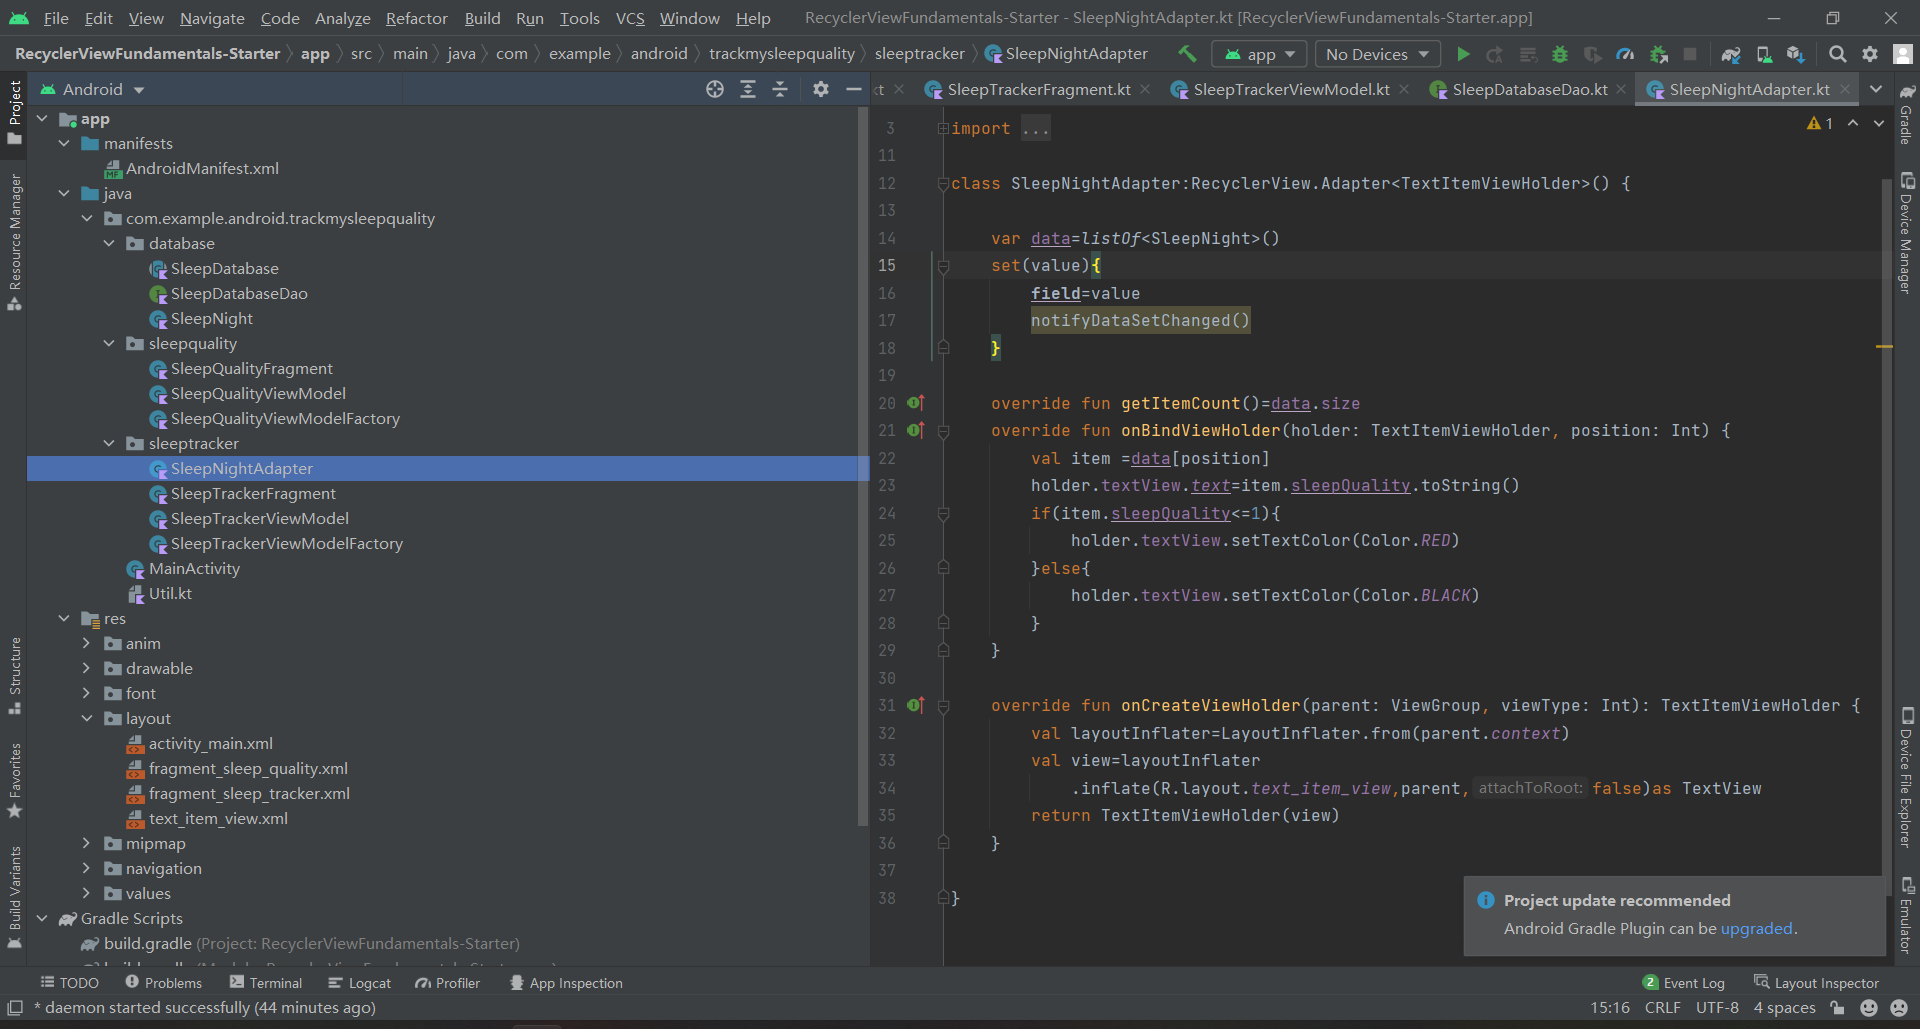 File Edit View Navigate Code Analyze Refactor Build Run Tools VCS Window Help RecyclerViewFundamentals-Starter - SleepNightAdapter.kt [RecyclerViewFundamentals-Starter.app]
RecyclerViewFundamentals-Starter app src main java com example android trackmysleepquality sleeptracker SleepNightAdapter app No Devices
Project
Resource Manager
Structure
Favorites
Build Variants
Android
app
manifests
AndroidManifest.xml
java
com.example.android.trackmysleepquality
database
SleepDatabase
SleepDatabaseDao
SleepNight
sleepquality
SleepQualityFragment
SleepQualityViewModel
SleepQualityViewModelFactory
sleeptracker
SleepNightAdapter
SleepTrackerFragment
SleepTrackerViewModel
SleepTrackerViewModelFactory
MainActivity
Util.kt
res
anim
drawable
font
layout
activity_main.xml
fragment_sleep_quality.xml
fragment_sleep_tracker.xml
text_item_view.xml
mipmap
navigation
values
Gradle Scripts
build.gradle (Project: RecyclerViewFundamentals-Starter)
SleepTrackerFragment.kt SleepTrackerViewModel.kt SleepDatabaseDao.kt SleepNightAdapter.kt
1
3 import ...
11
12 class SleepNightAdapter:RecyclerView.Adapter<TextItemViewHolder>() {
13
14 var data=listOf<SleepNight>()
15 set(value){
16 field=value
17 notifyDataSetChanged()
18 }
19
20 override fun getItemCount()=data.size
21 override fun onBindViewHolder(holder: TextItemViewHolder, position: Int) {
22 val item =data[position]
23 holder.textView.text=item.sleepQuality.toString()
24 if(item.sleepQuality<=1){
25 holder.textView.setTextColor(Color.RED)
26 }else{
27 holder.textView.setTextColor(Color.BLACK)
28 }
29 }
30
31 override fun onCreateViewHolder(parent: ViewGroup, viewType: Int): TextItemViewHolder {
32 val layoutInflater=LayoutInflater.from(parent.context)
33 val view=layoutInflater
34 .inflate(R.layout.text_item_view,parent, attachToRoot: false)as TextView
35 return TextItemViewHolder(view)
36 }
37
38 }
Project update recommended
Android Gradle Plugin can be upgraded.
Gradle
Device Manager
Device File Explorer
Emulator
TODO Problems Terminal Logcat Profiler App Inspection 2 Event Log Layout Inspector
* daemon started successfully (44 minutes ago) 15:16 CRLF UTF-8 4 spaces